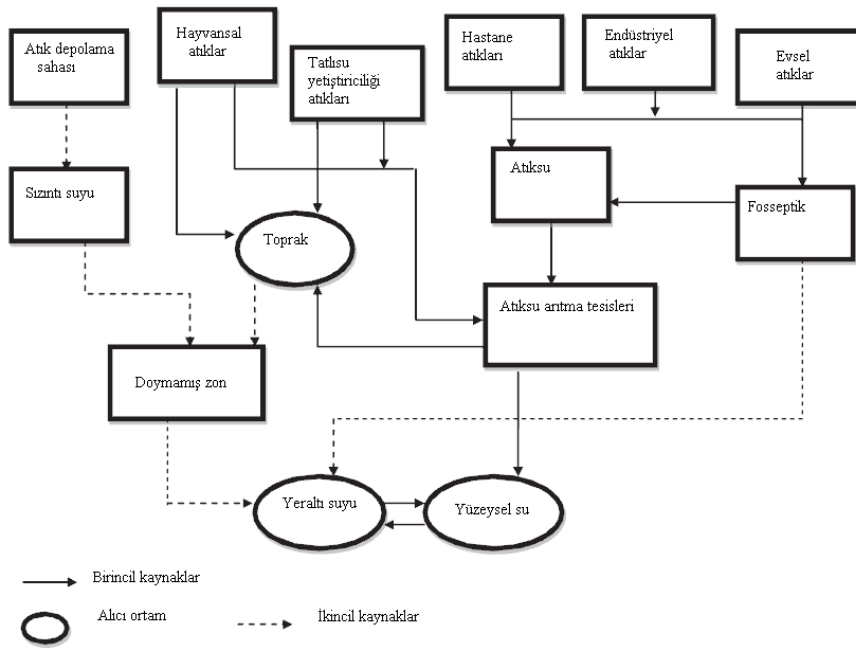 Atık depolama
sahası
Hayvansal
atıklar
Tatlısu
yetiştiriciliği
atıkları
Hastane
atıkları
Endüstriyel
atıklar
Evsel
atıklar
Sızıntı suyu
Atıksu
Fosseptik
Toprak
Atıksu arıtma tesisleri
Doymamış zon
Yeraltı suyu
Yüzeysel su
Birincil kaynaklar
Alıcı ortam
İkincil kaynaklar